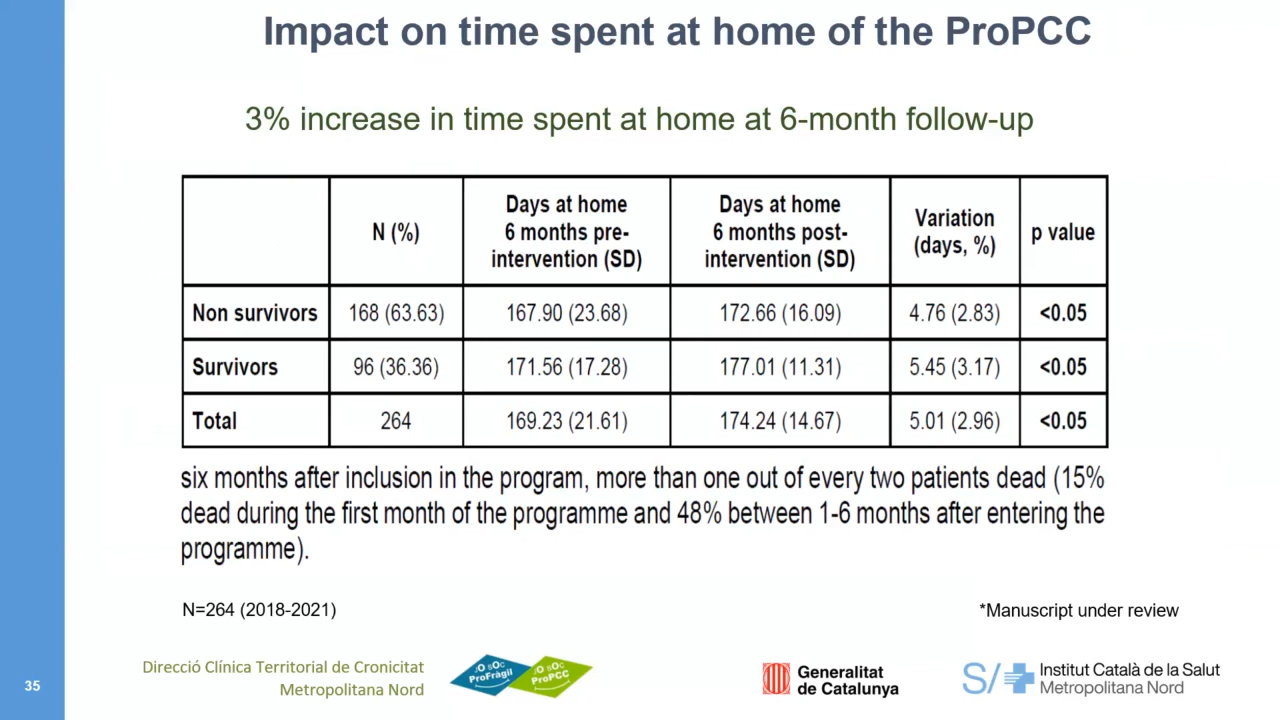 Impact on time spent at home of the ProPCC
3% increase in time spent at home at 6-month follow-up
N (%)
Days at home
6 months pre-
intervention (SD)
Days at home
6 months post-
intervention (SD)
Variation
(days, %)
p value
Non survivors 168 (63.63) 167.90 (23.68) 172.66 (16.09) 4.76 (2.83) <0.05
Survivors 96 (36.36) 171.56 (17.28) 177.01 (11.31) 5.45 (3.17) <0.05
Total 264 169.23 (21.61) 174.24 (14.67) 5.01 (2.96) <0.05
six months after inclusion in the program, more than one out of every two patients dead (15%
dead during the first month of the programme and 48% between 1-6 months after entering the
programme).
N=264 (2018-2021)
*Manuscript under review
35
Direcció Clínica Territorial de Cronicitat
Metropolitana Nord
jO sOc
ProFràgil
jO sOc
ProPCC
Generalitat
de Catalunya
S/
Institut Català de la Salut
Metropolitana Nord